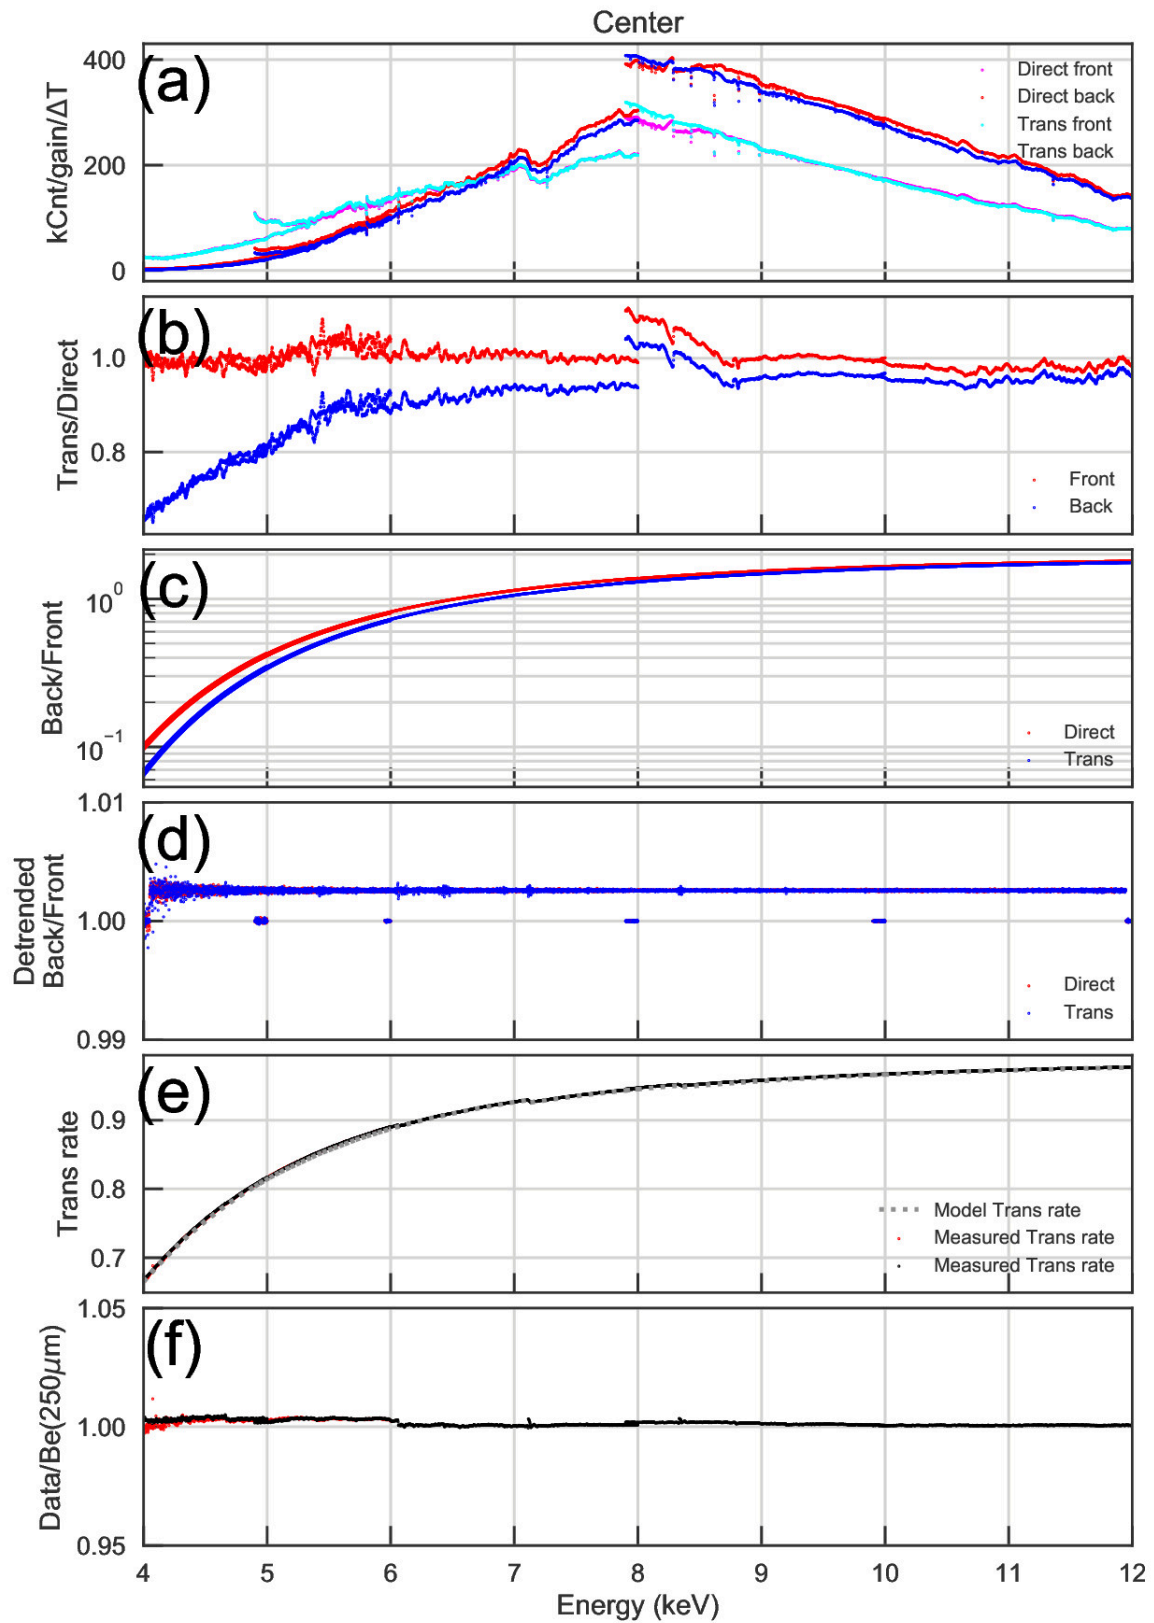 Center
(a)
400
200
0
kCnt/gain/ΔT
Direct front
Direct back
Trans front
Trans back
(b)
1.0
0.8
Trans/Direct
Front
Back
(c)
10⁰
10⁻¹
Back/Front
Direct
Trans
(d)
1.01
1.00
0.99
Detrended
Back/Front
Direct
Trans
(e)
0.9
0.8
0.7
Trans rate
Model Trans rate
Measured Trans rate
Measured Trans rate
(f)
1.05
1.00
0.95
Data/Be(250μm)
4 5 6 7 8 9 10 11 12
Energy (keV)